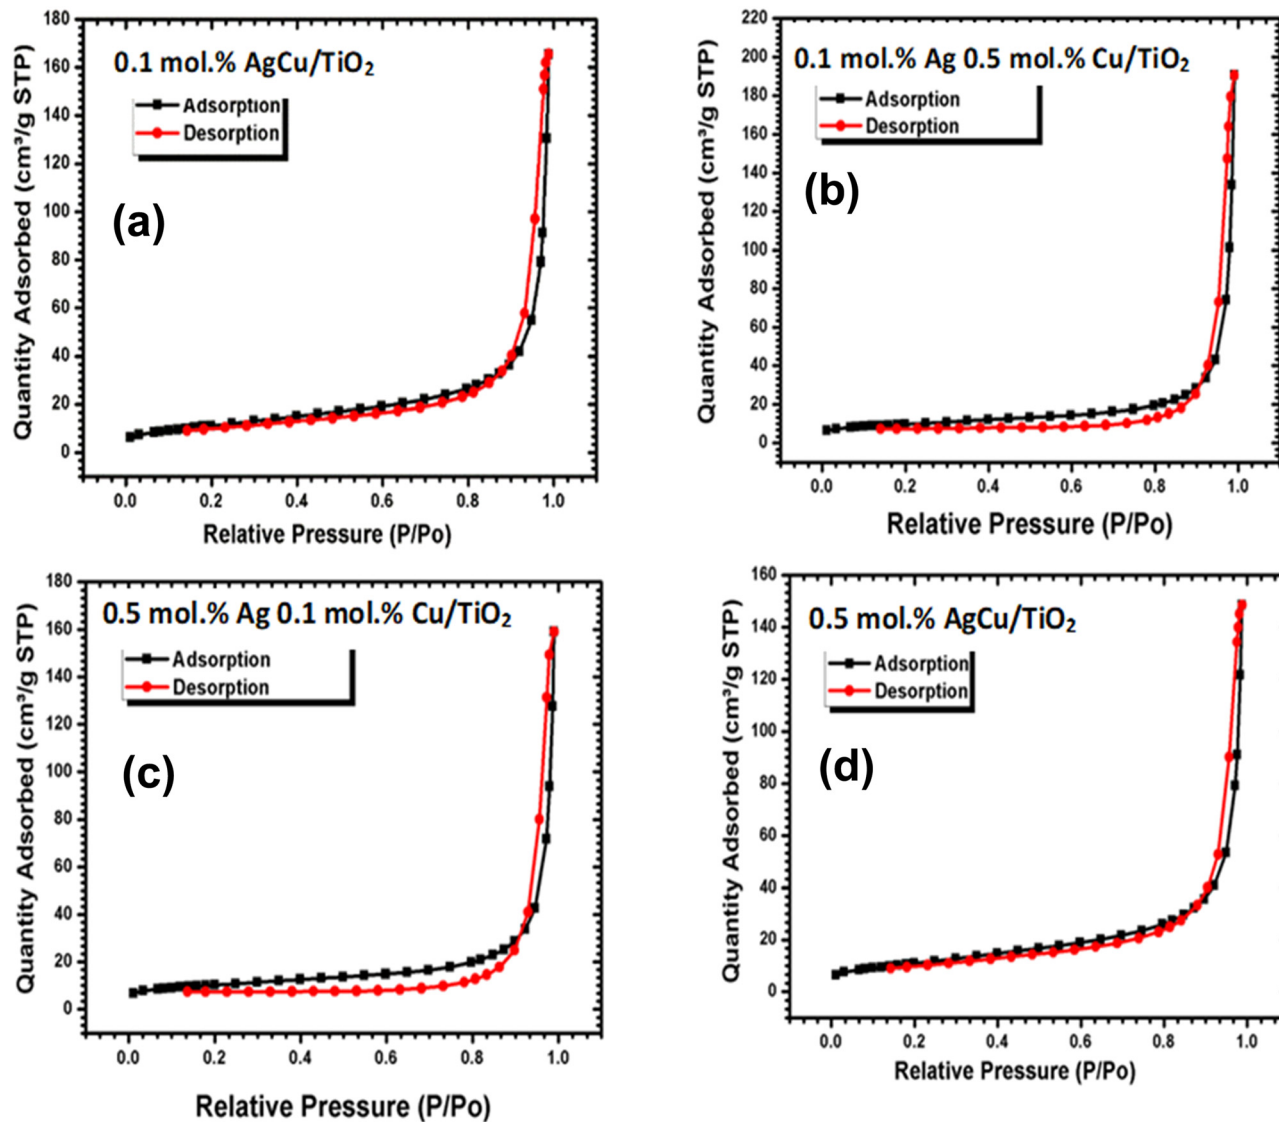 0.1 mol.% AgCu/TiO₂
Adsorption
Desorption
(a)
Quantity Adsorbed (cm³/g STP)
180
160
140
120
100
80
60
40
20
0
0.0 0.2 0.4 0.6 0.8 1.0
Relative Pressure (P/Po)
0.1 mol.% Ag 0.5 mol.% Cu/TiO₂
Adsorption
Desorption
(b)
Quantity Adsorbed (cm³/g STP)
220
200
180
160
140
120
100
80
60
40
20
0
0.0 0.2 0.4 0.6 0.8 1.0
Relative Pressure (P/Po)
0.5 mol.% Ag 0.1 mol.% Cu/TiO₂
Adsorption
Desorption
(c)
Quantity Adsorbed (cm³/g STP)
180
160
140
120
100
80
60
40
20
0
0.0 0.2 0.4 0.6 0.8 1.0
Relative Pressure (P/Po)
0.5 mol.% AgCu/TiO₂
Adsorption
Desorption
(d)
Quantity Adsorbed (cm³/g STP)
160
140
120
100
80
60
40
20
0
0.0 0.2 0.4 0.6 0.8 1.0
Relative Pressure (P/Po)